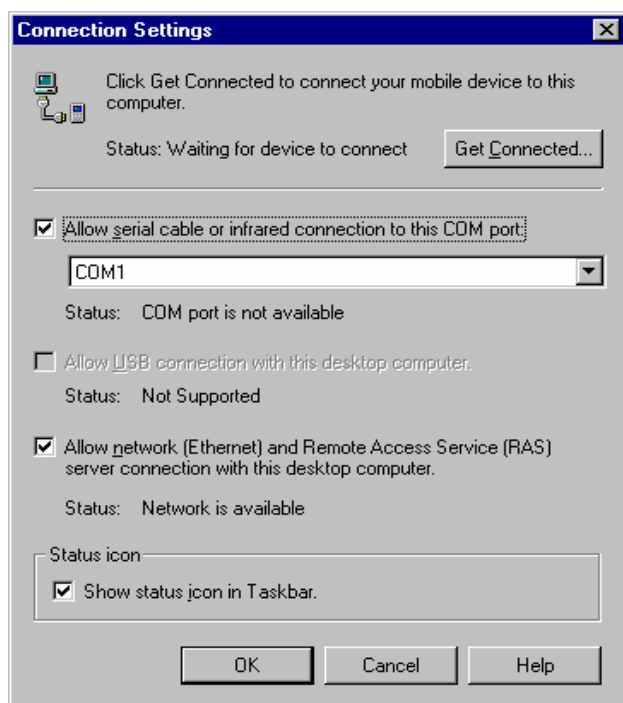 Connection Settings
Click Get Connected to connect your mobile device to this
computer.
Status: Waiting for device to connect
Get Connected...
Allow serial cable or infrared connection to this COM port:
COM1
Status: COM port is not available
Allow USB connection with this desktop computer.
Status: Not Supported
Allow network (Ethernet) and Remote Access Service (RAS)
server connection with this desktop computer.
Status: Network is available
Status icon
Show status icon in Taskbar.
OK Cancel Help